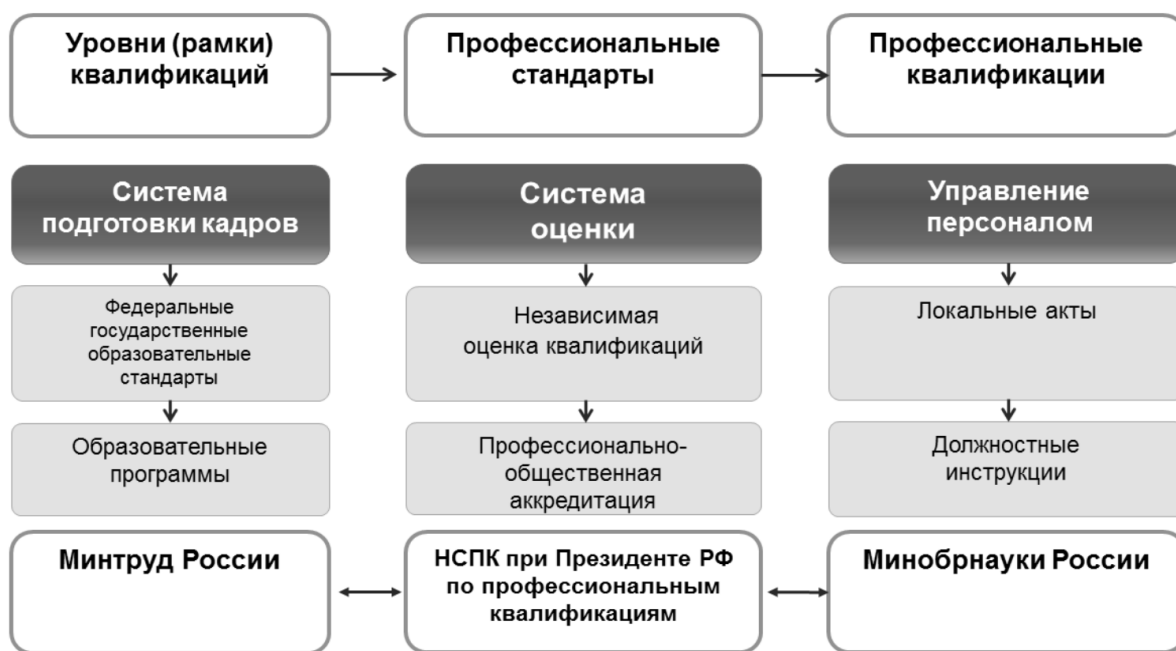 Уровни (рамки)
квалификаций
Профессиональные
стандарты
Профессиональные
квалификации
Система
подготовки кадров
Система
оценки
Управление
персоналом
Федеральные
государственные
образовательные
стандарты
Независимая
оценка квалификаций
Локальные акты
Образовательные
программы
Профессионально-
общественная
аккредитация
Должностные
инструкции
Минтруд России
НСПК при Президенте РФ
по профессиональным
квалификациям
Минобрнауки России